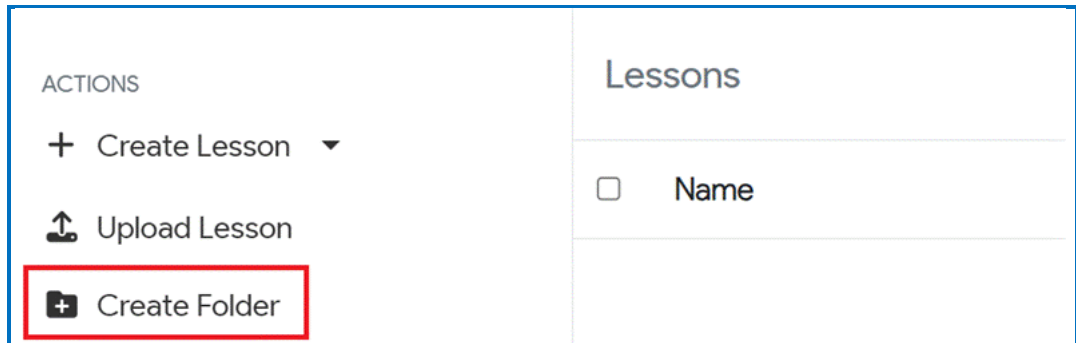 ACTIONS
Create Lesson
Upload Lesson
Create Folder
Lessons
Name